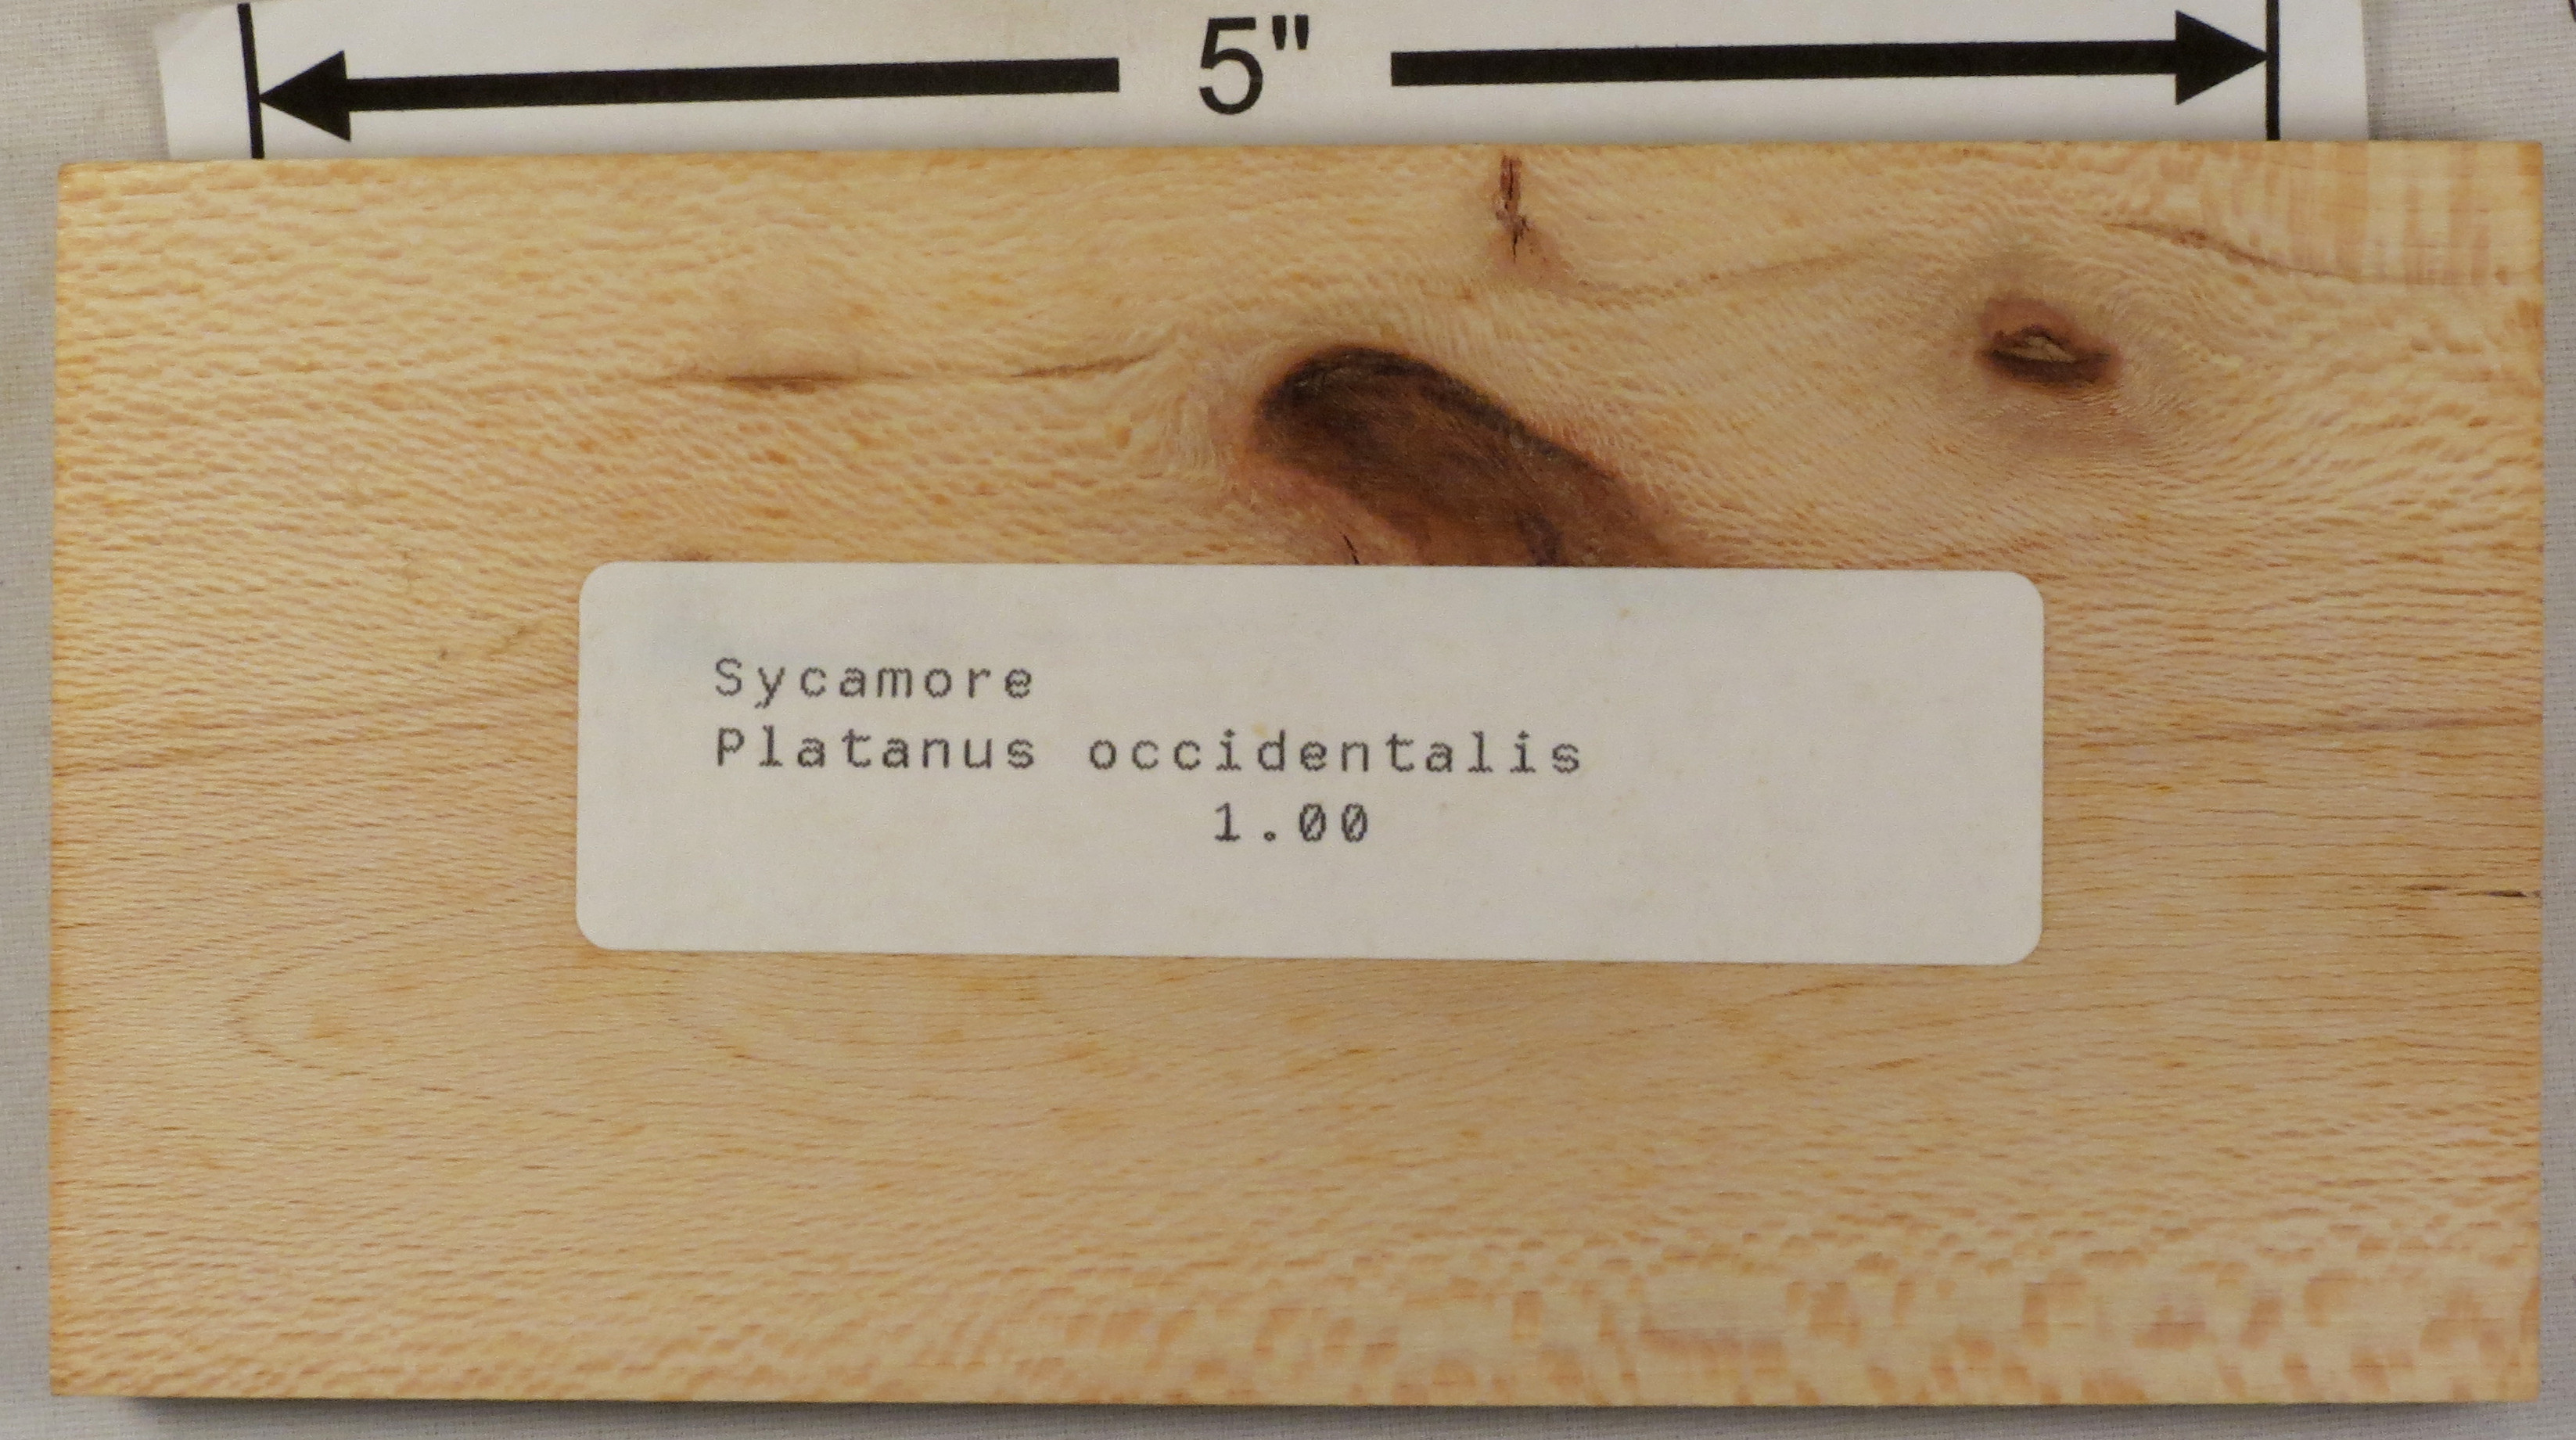 5"
Sycamore
Platanus occidentalis
1.00